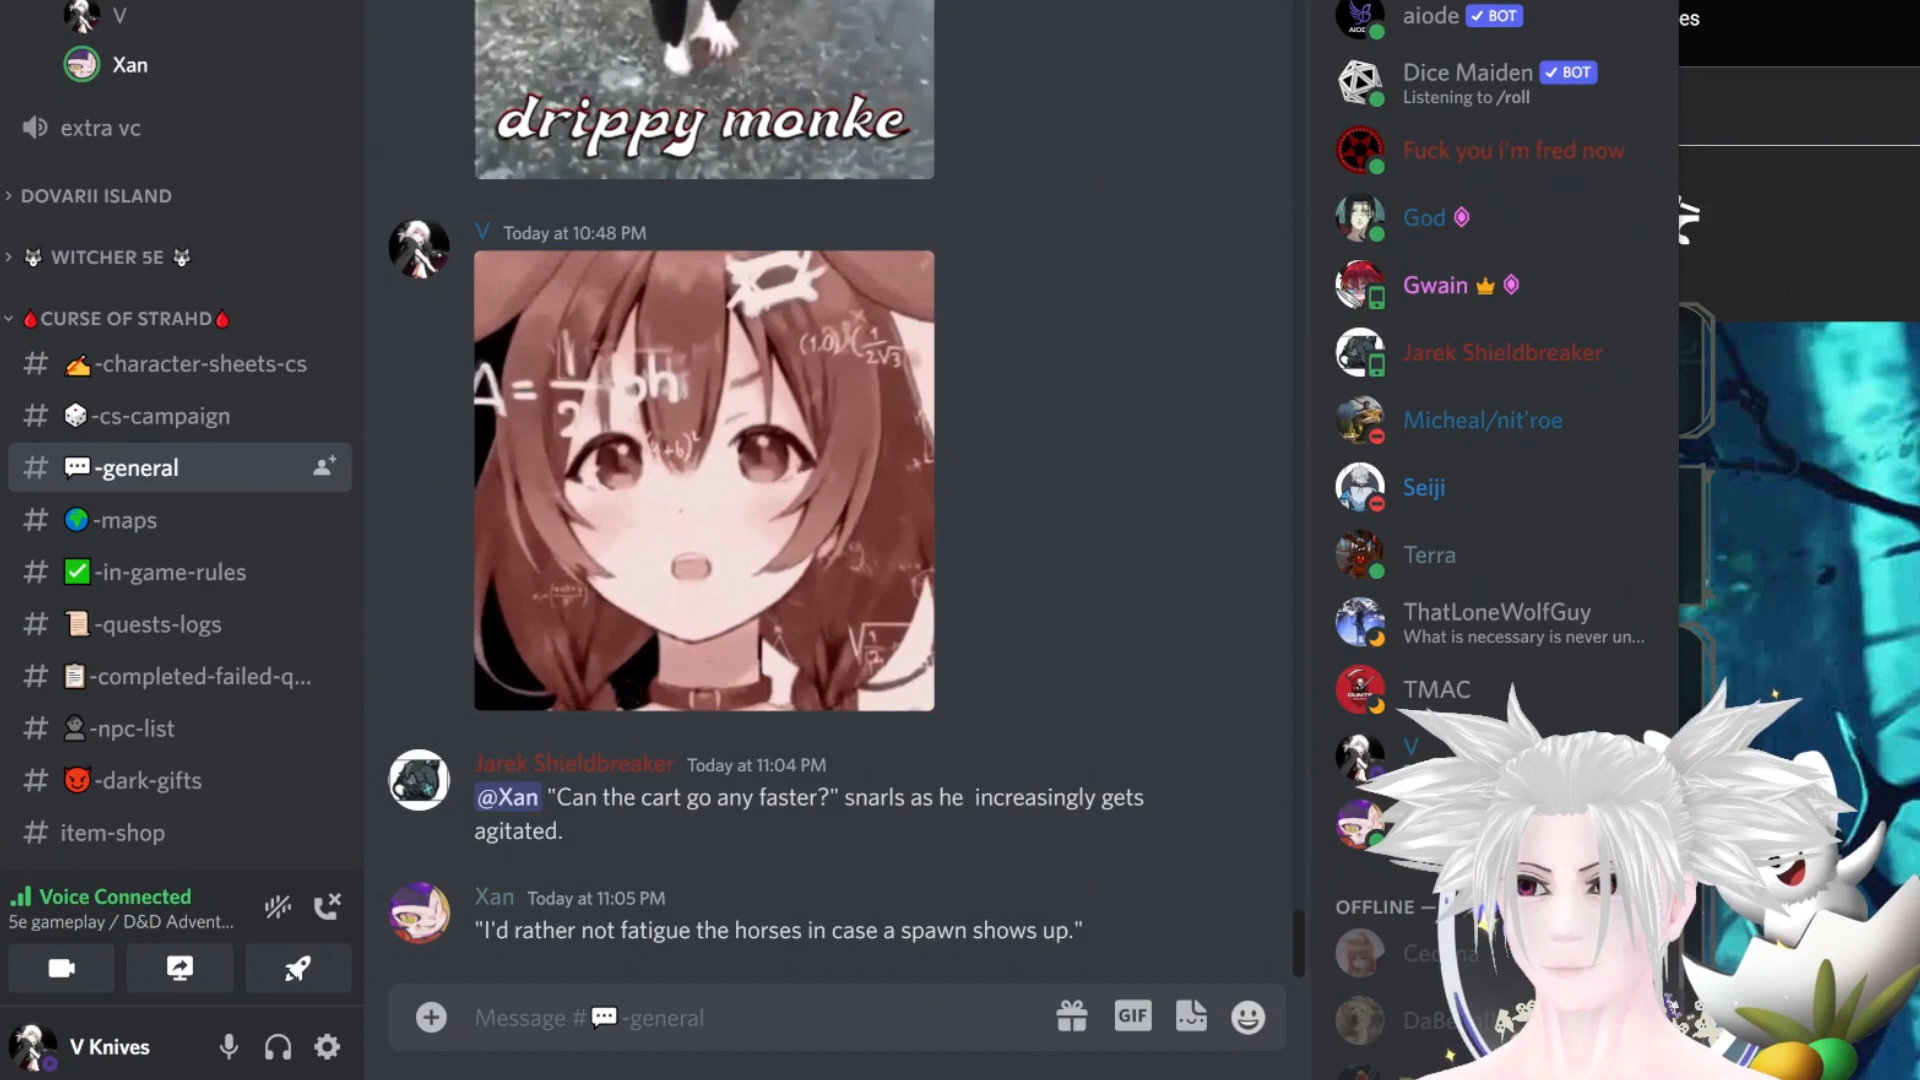 V
Xan
extra vc
DOVARII ISLAND
WITCHER 5E
CURSE OF STRAHD
-character-sheets-cs
-cs-campaign
-general
-maps
-in-game-rules
-quests-logs
-completed-failed-q...
-npc-list
-dark-gifts
item-shop
Voice Connected
5e gameplay / D&D Advent...
V Knives
drippy monke
V Today at 10:48 PM
Jarek Shieldbreaker Today at 11:04 PM
@Xan "Can the cart go any faster?" snarls as he increasingly gets
agitated.
Xan Today at 11:05 PM
"I'd rather not fatigue the horses in case a spawn shows up."
Message # -general
GIF
aiode BOT
Dice Maiden BOT
Listening to /roll
Fuck you i'm fred now
God
Gwain
Jarek Shieldbreaker
Micheal/nit'roe
Seiji
Terra
ThatLoneWolfGuy
What is necessary is never un...
TMAC
V
OFFLINE —
es